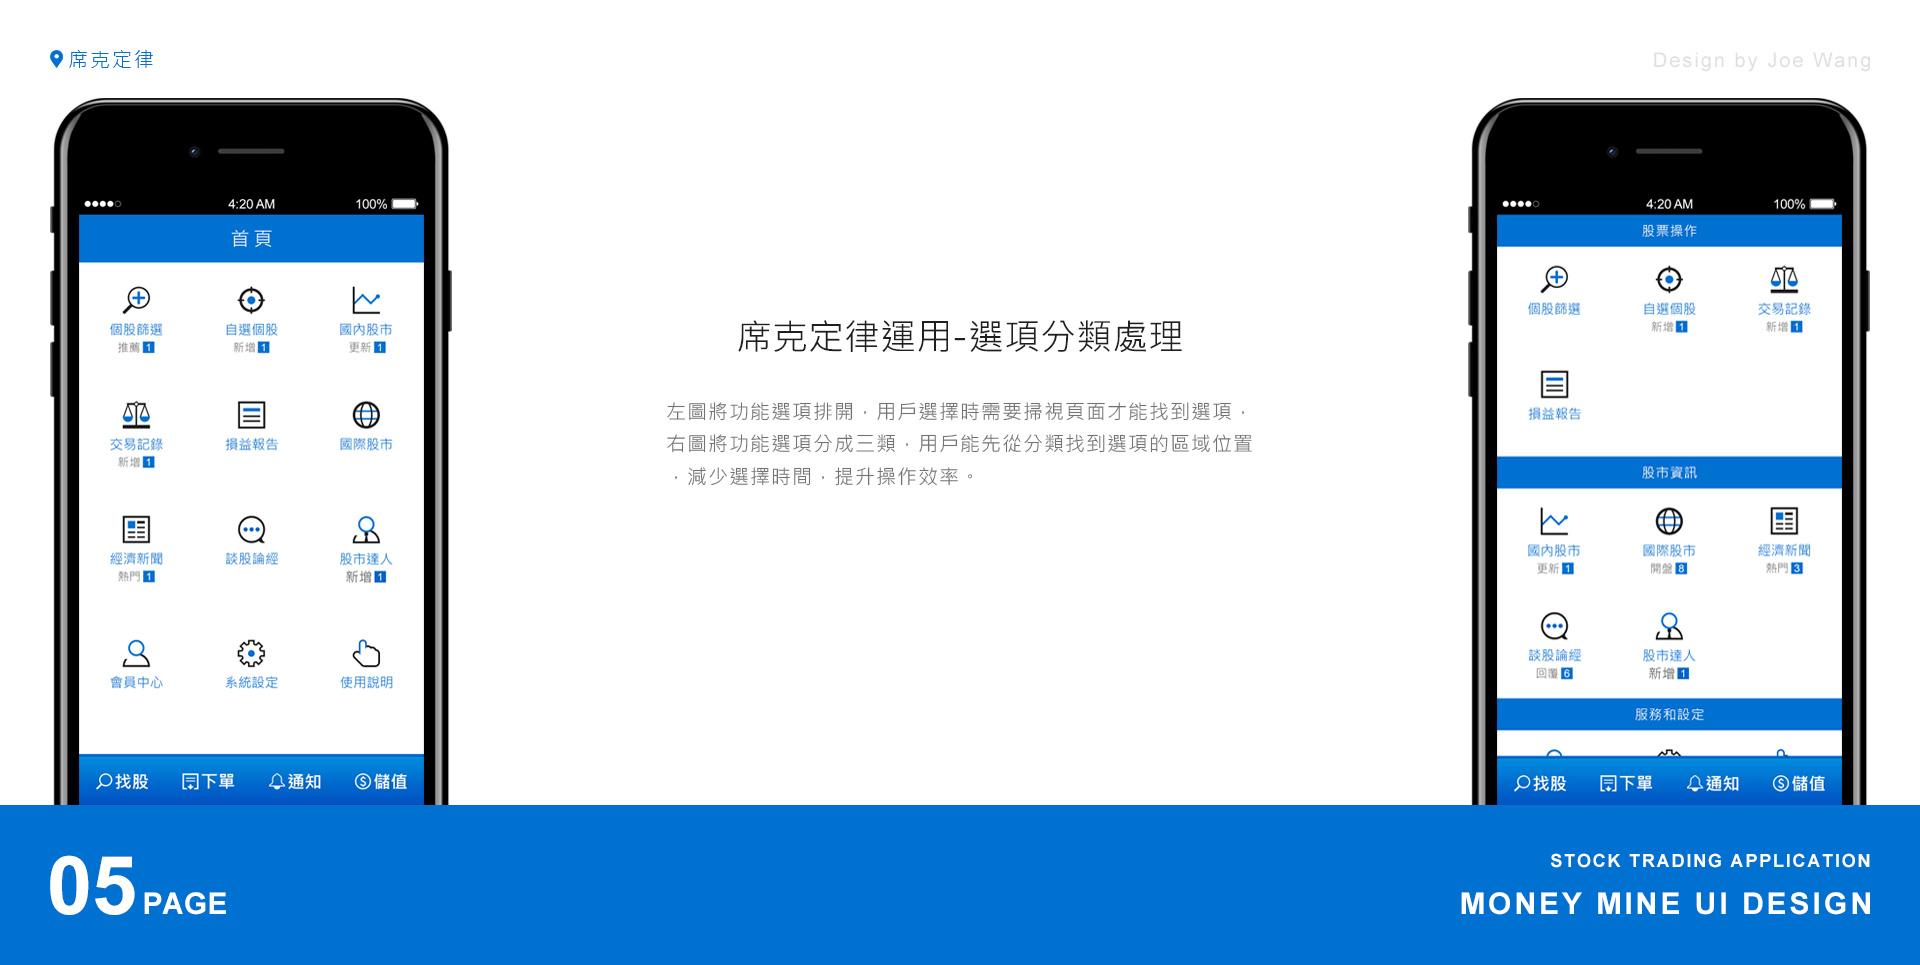 席克定律
Design by Joe Wang
4:20 AM
100%
首頁
個股篩選
自選個股
國內股市
推薦 1
新增 1
更新 1
交易記錄
損益報告
國際股市
新增 1
經濟新聞
談股論經
股市達人
熱門 1
新增 1
會員中心
系統設定
使用說明
找股
下單
通知
儲值
席克定律運用-選項分類處理
左圖將功能選項排開，用戶選擇時需要掃視頁面才能找到選項，
右圖將功能選項分成三類，用戶能先從分類找到選項的區域位置
，減少選擇時間，提升操作效率。
4:20 AM
100%
股票操作
個股篩選
自選個股
交易記錄
新增 1
新增 1
損益報告
股市資訊
國內股市
國際股市
經濟新聞
更新 1
開盤 8
熱門 3
談股論經
股市達人
回覆 6
新增 1
服務和設定
找股
下單
通知
儲值
05 PAGE
STOCK TRADING APPLICATION
MONEY MINE UI DESIGN